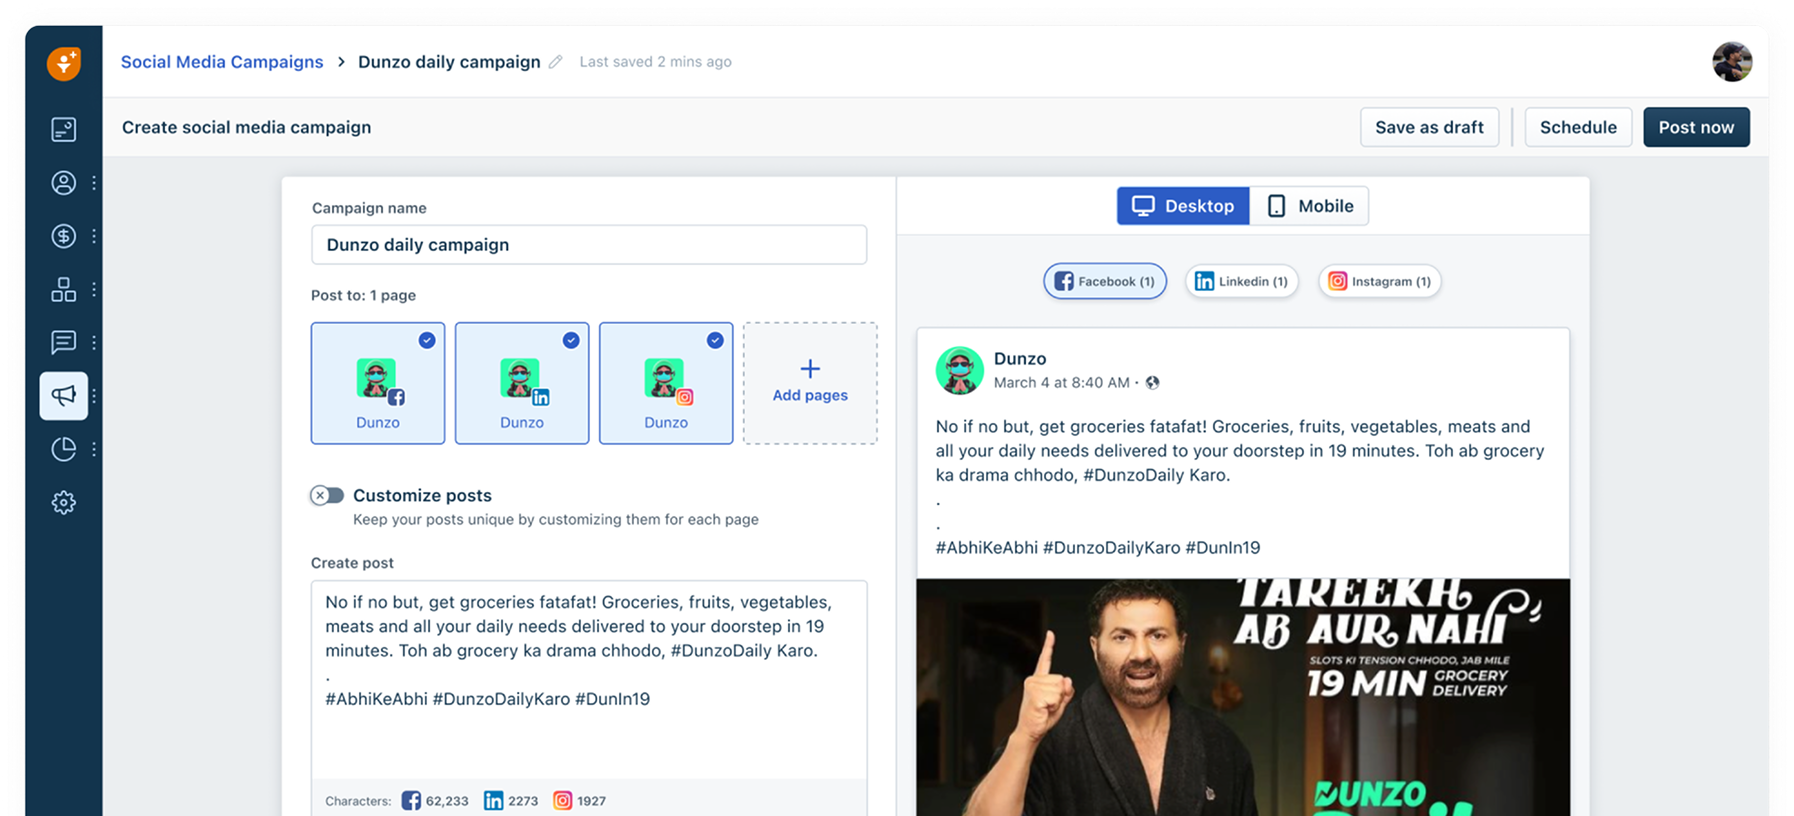 Social Media Campaigns > Dunzo daily campaign Last saved 2 mins ago
Create social media campaign
Save as draft
Schedule
Post now
Campaign name
Dunzo daily campaign
Post to: 1 page
Dunzo
Dunzo
Dunzo
Add pages
Customize posts
Keep your posts unique by customizing them for each page
Create post
No if no but, get groceries fatafat! Groceries, fruits, vegetables,
meats and all your daily needs delivered to your doorstep in 19
minutes. Toh ab grocery ka drama chhodo, #DunzoDaily Karo.
.
#AbhiKeAbhi #DunzoDailyKaro #DunIn19
Characters: 62,233 2273 1927
Desktop
Mobile
Facebook (1)
Linkedin (1)
Instagram (1)
Dunzo
March 4 at 8:40 AM ·
No if no but, get groceries fatafat! Groceries, fruits, vegetables, meats and
all your daily needs delivered to your doorstep in 19 minutes. Toh ab grocery
ka drama chhodo, #DunzoDaily Karo.
.
.
#AbhiKeAbhi #DunzoDailyKaro #DunIn19
TAREEKH
AB AUR NAHI
SLOTS KI TENSION CHHODO, JAB MILE
19 MIN GROCERY
DELIVERY
DUNZO